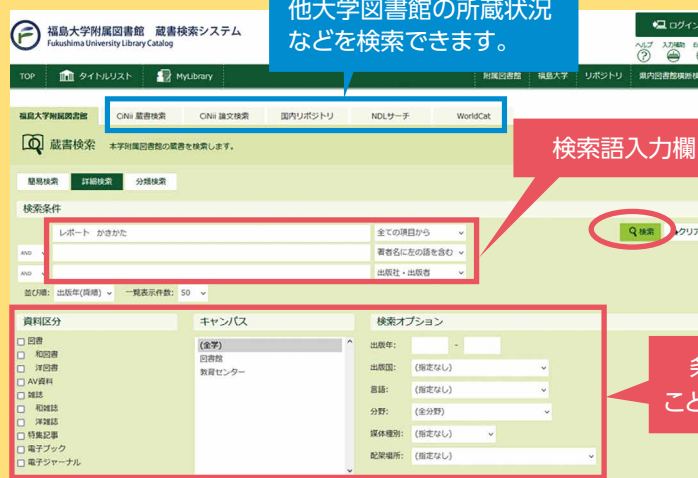 他大学図書館の所蔵状況
などを検索できます。
福島大学附属図書館 蔵書検索システム
Fukushima University Library Catalog
ログイン
ヘルプ 入力補助
TOP タイトルリスト MyLibrary 附属図書館 福島大学 リポジトリ 県内図書館横断検
福島大学附属図書館 CiNii 蔵書検索 CiNii 論文検索 国内リポジトリ NDLサーチ WorldCat
蔵書検索 本学附属図書館の蔵書を検索します。
検索語入力欄
簡易検索 詳細検索 分類検索
検索条件
レポート かきかた 全ての項目から 検索 クリア
AND 著者名に左の語を含む
AND 出版社・出版者
並び順: 出版年(降順) 一覧表示件数: 50
資料区分 キャンパス 検索オプション
図書
和図書
洋図書
AV資料
雑誌
和雑誌
洋雑誌
特集記事
電子ブック
電子ジャーナル
(全学)
図書館
教育センター
出版年: -
出版国: (指定なし)
言語: (指定なし)
分野: (全分野)
媒体種別: (指定なし)
配架場所: (指定なし)
こと